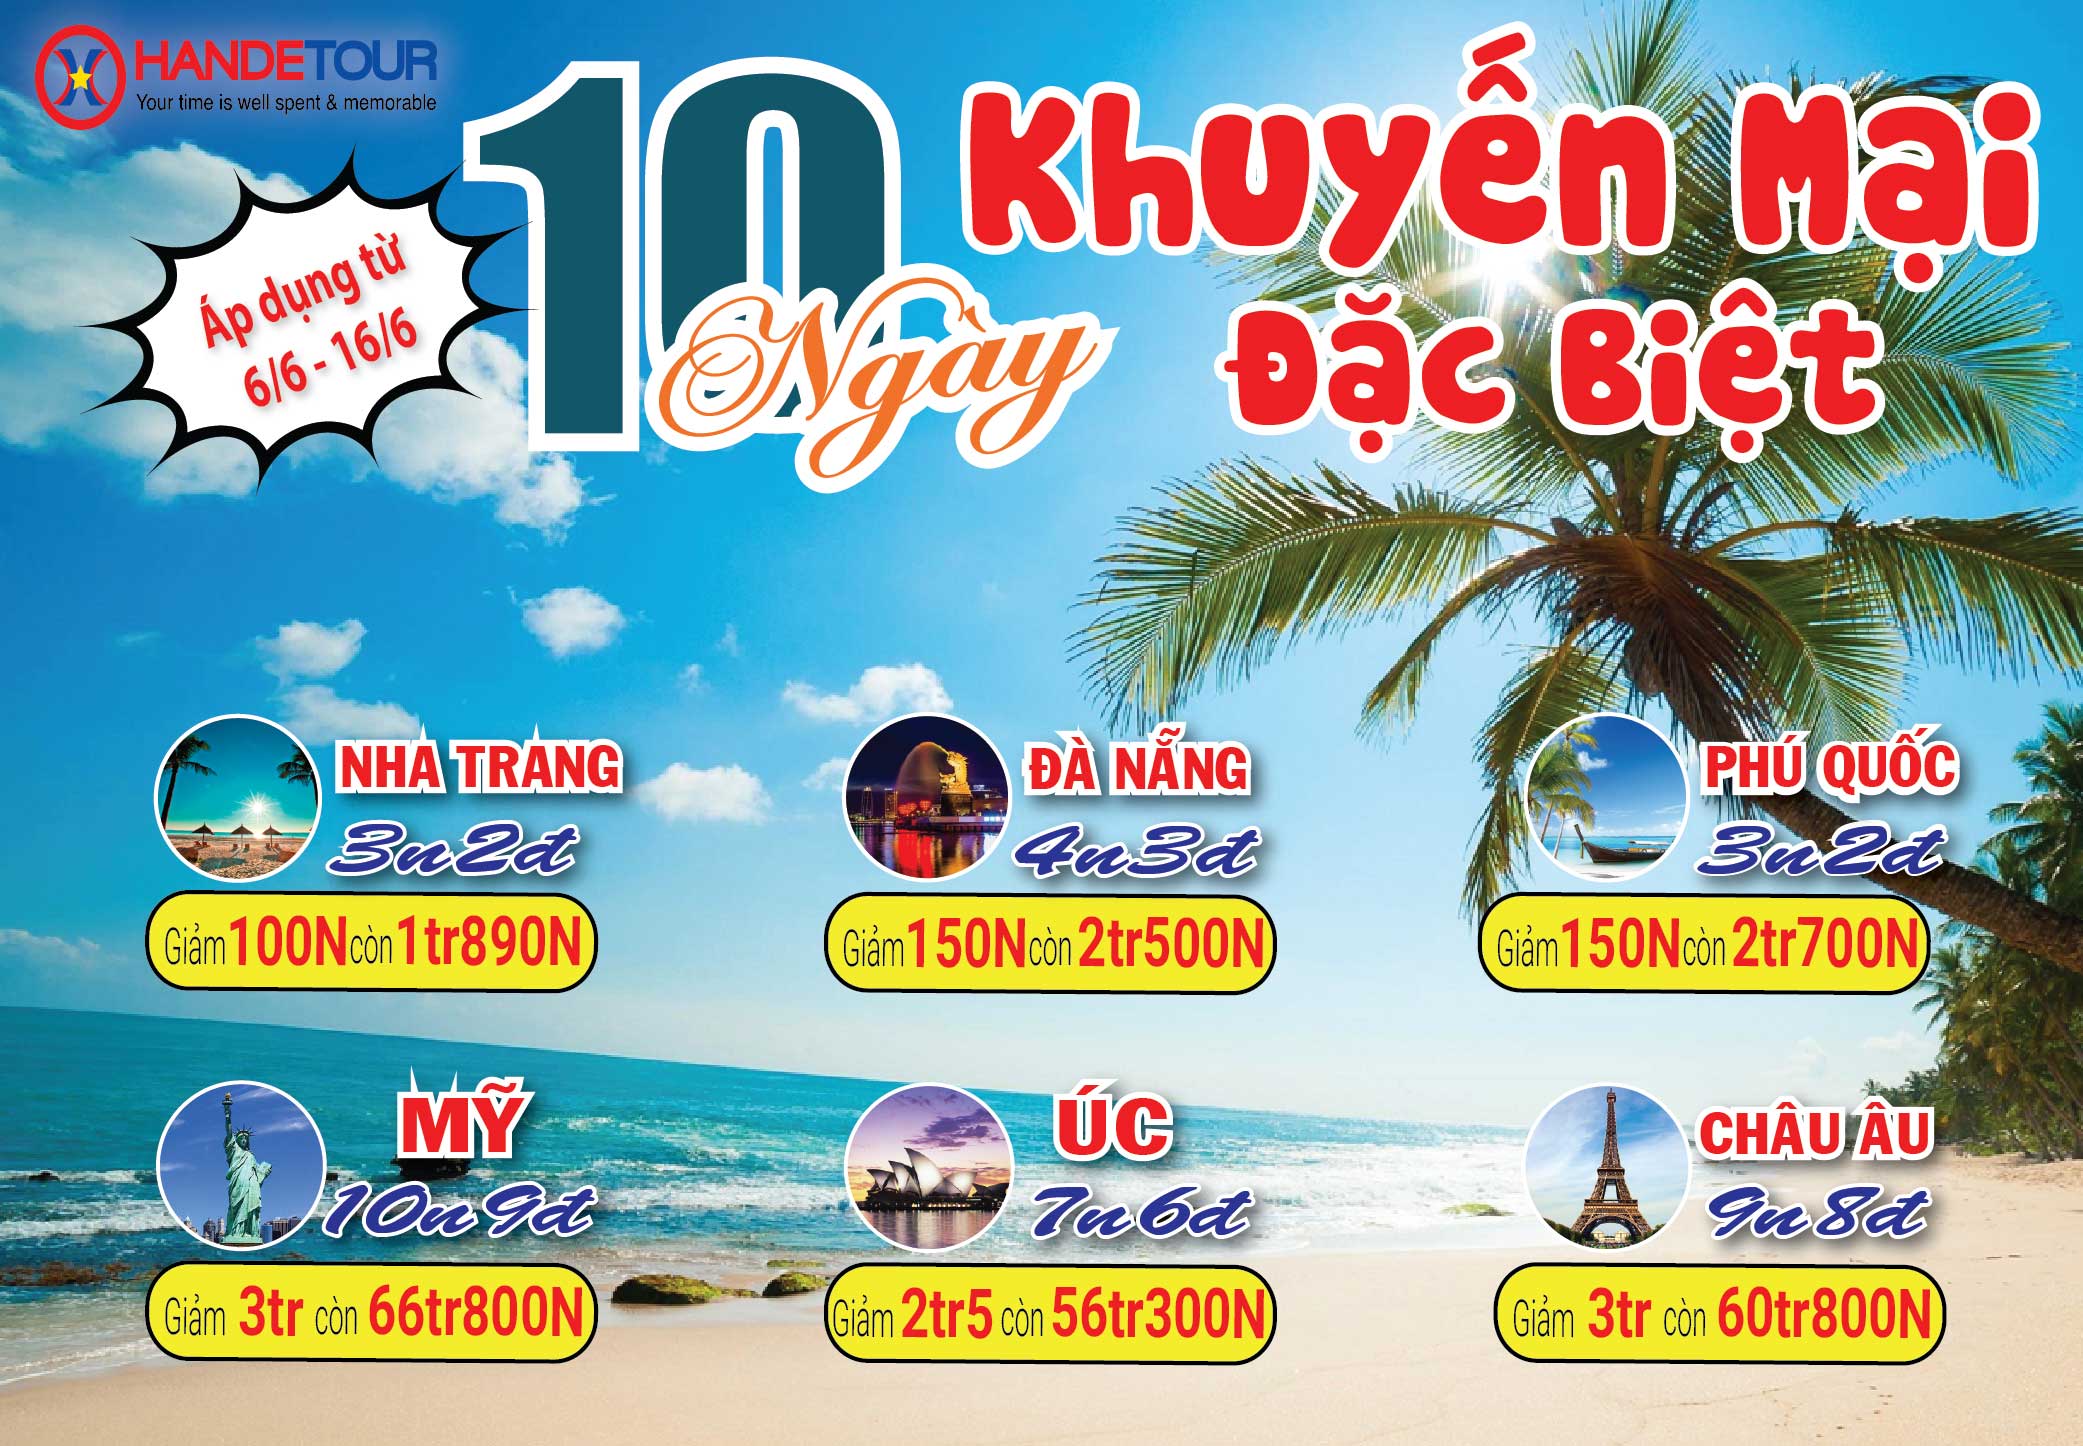 HANDETOUR
Your time is well spent & memorable
Áp dụng từ
6/6 - 16/6
10 Ngày
Khuyến Mại
Đặc Biệt
NHA TRANG
3n2đ
Giảm 100N còn 1tr890N
ĐÀ NẴNG
4n3đ
Giảm 150N còn 2tr500N
PHÚ QUỐC
3n2đ
Giảm 150N còn 2tr700N
MỸ
10n9đ
Giảm 3tr còn 66tr800N
ÚC
7n6đ
Giảm 2tr5 còn 56tr300N
CHÂU ÂU
9n8đ
Giảm 3tr còn 60tr800N